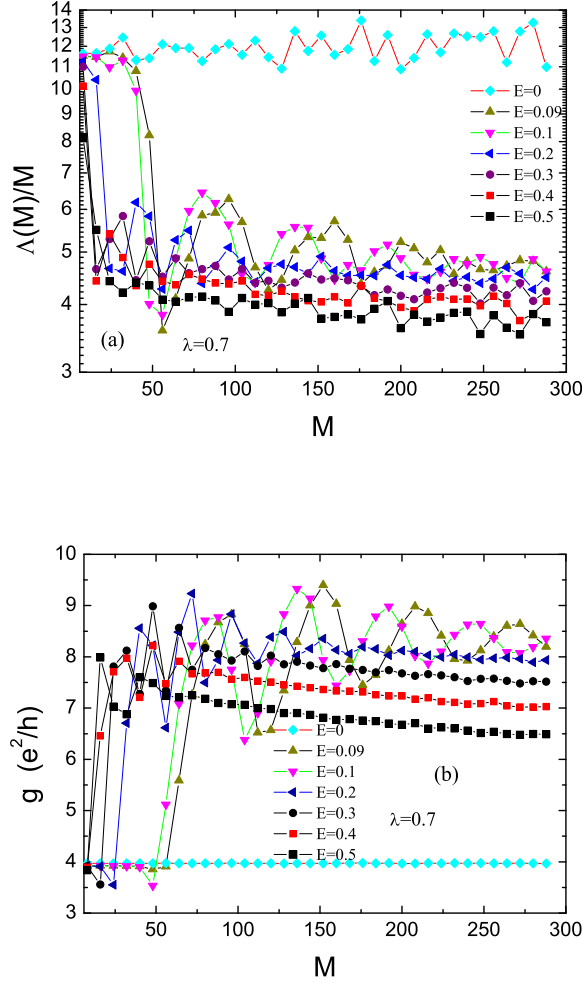 14
13
12
11
10
9
8
7
6
5
4
3
Λ(M)/M
E=0
E=0.09
E=0.1
E=0.2
E=0.3
E=0.4
E=0.5
(a)
λ=0.7
50 100 150 200 250 300
M
10
9
8
7
6
5
4
3
g (e²/h)
E=0
E=0.09
E=0.1
E=0.2
E=0.3
E=0.4
E=0.5
(b)
λ=0.7
50 100 150 200 250 300
M